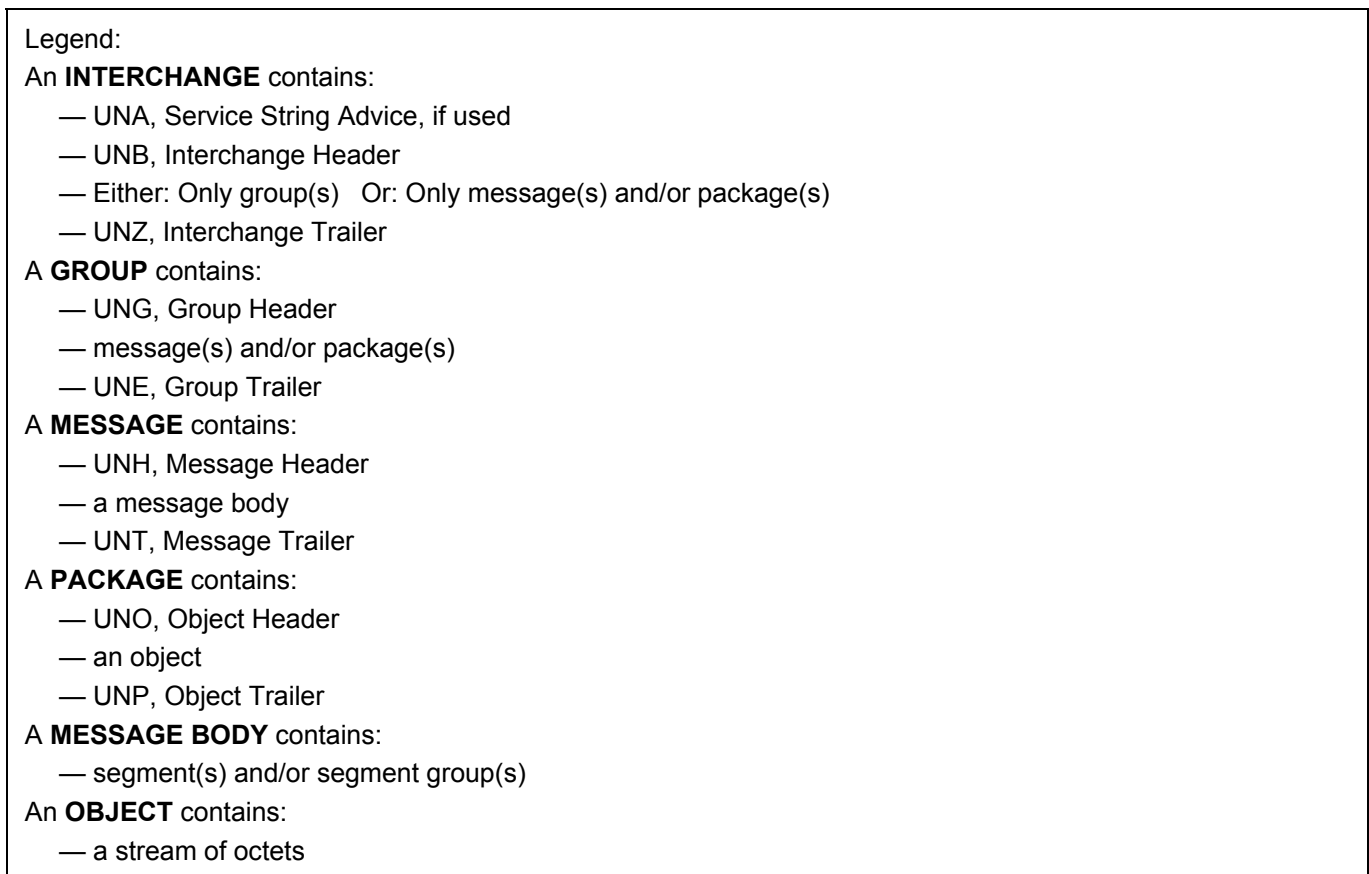 Legend:
An INTERCHANGE contains:
— UNA, Service String Advice, if used
— UNB, Interchange Header
— Either: Only group(s)   Or: Only message(s) and/or package(s)
— UNZ, Interchange Trailer
A GROUP contains:
— UNG, Group Header
— message(s) and/or package(s)
— UNE, Group Trailer
A MESSAGE contains:
— UNH, Message Header
— a message body
— UNT, Message Trailer
A PACKAGE contains:
— UNO, Object Header
— an object
— UNP, Object Trailer
A MESSAGE BODY contains:
— segment(s) and/or segment group(s)
An OBJECT contains:
— a stream of octets